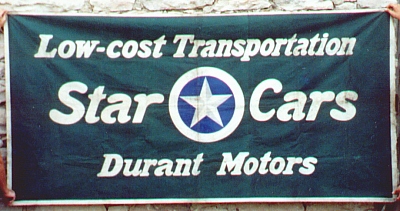 Low-cost Transportation
Star Cars
Durant Motors